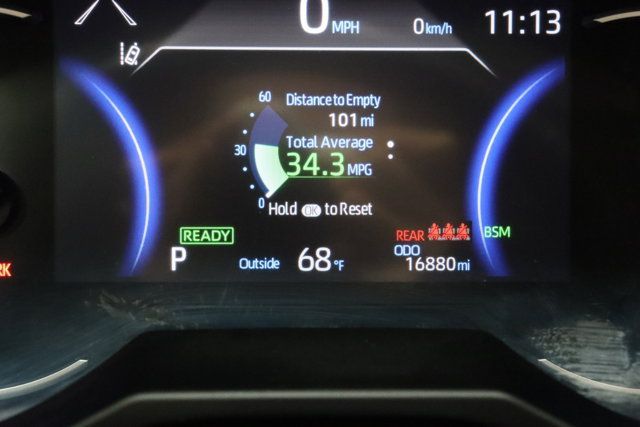 0 MPH 0 km/h 11:13
60 Distance to Empty
101 mi
Total Average
30 34.3 MPG
0
Hold OK to Reset
READY REAR BSM
P Outside 68 °F ODO
16880 mi
RK